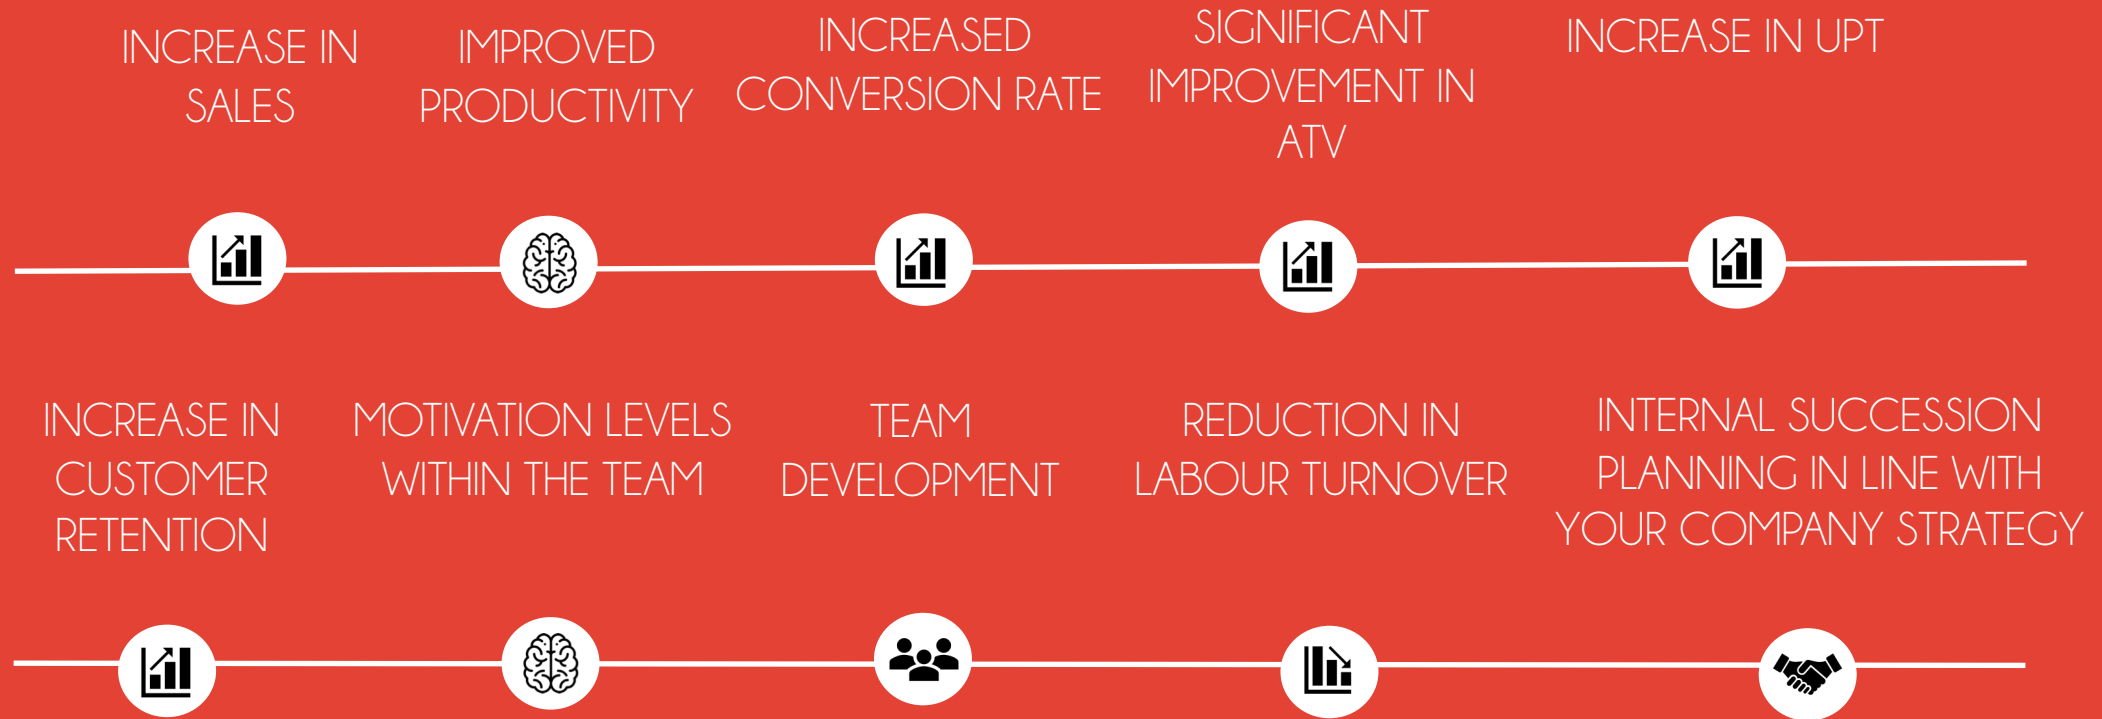 INCREASE IN
SALES
IMPROVED
PRODUCTIVITY
INCREASED
CONVERSION RATE
SIGNIFICANT
IMPROVEMENT IN
ATV
INCREASE IN UPT
INCREASE IN
CUSTOMER
RETENTION
MOTIVATION LEVELS
WITHIN THE TEAM
TEAM
DEVELOPMENT
REDUCTION IN
LABOUR TURNOVER
INTERNAL SUCCESSION
PLANNING IN LINE WITH
YOUR COMPANY STRATEGY